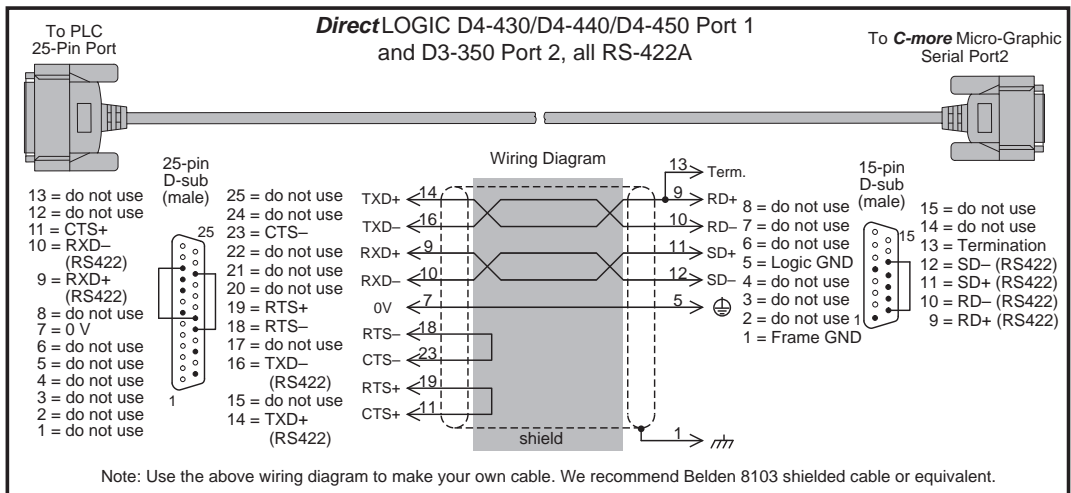 DirectLOGIC D4-430/D4-440/D4-450 Port 1
and D3-350 Port 2, all RS-422A
To PLC
25-Pin Port
To C-more Micro-Graphic
Serial Port2
25-pin
D-sub
(male)
13 = do not use
12 = do not use
11 = CTS+
10 = RXD–
(RS422)
9 = RXD+
(RS422)
8 = do not use
7 = 0 V
6 = do not use
5 = do not use
4 = do not use
3 = do not use
2 = do not use
1 = do not use
25
1
25 = do not use
24 = do not use
23 = CTS–
22 = do not use
21 = do not use
20 = do not use
19 = RTS+
18 = RTS–
17 = do not use
16 = TXD–
(RS422)
15 = do not use
14 = TXD+
(RS422)
Wiring Diagram
TXD+ 14
TXD– 16
RXD+ 9
RXD– 10
0V 7
RTS– 18
CTS– 23
RTS+ 19
CTS+ 11
shield
13 Term.
9 RD+
10 RD–
11 SD+
12 SD–
5
1
8 = do not use
7 = do not use
6 = do not use
5 = Logic GND
4 = do not use
3 = do not use
2 = do not use
1 = Frame GND
15-pin
D-sub
(male)
15
1
15 = do not use
14 = do not use
13 = Termination
12 = SD– (RS422)
11 = SD+ (RS422)
10 = RD– (RS422)
9 = RD+ (RS422)
Note: Use the above wiring diagram to make your own cable. We recommend Belden 8103 shielded cable or equivalent.